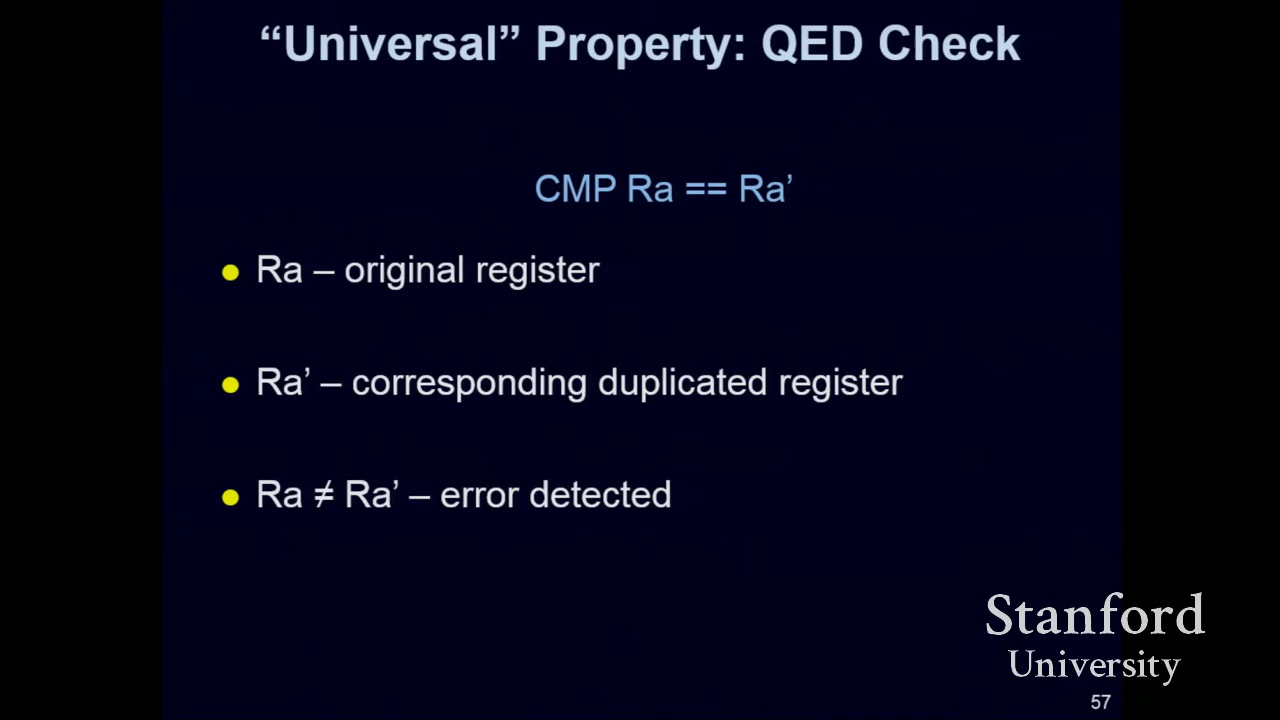 “Universal” Property: QED Check
CMP Ra == Ra’
Ra – original register
Ra’ – corresponding duplicated register
Ra ≠ Ra’ – error detected
Stanford
University
57